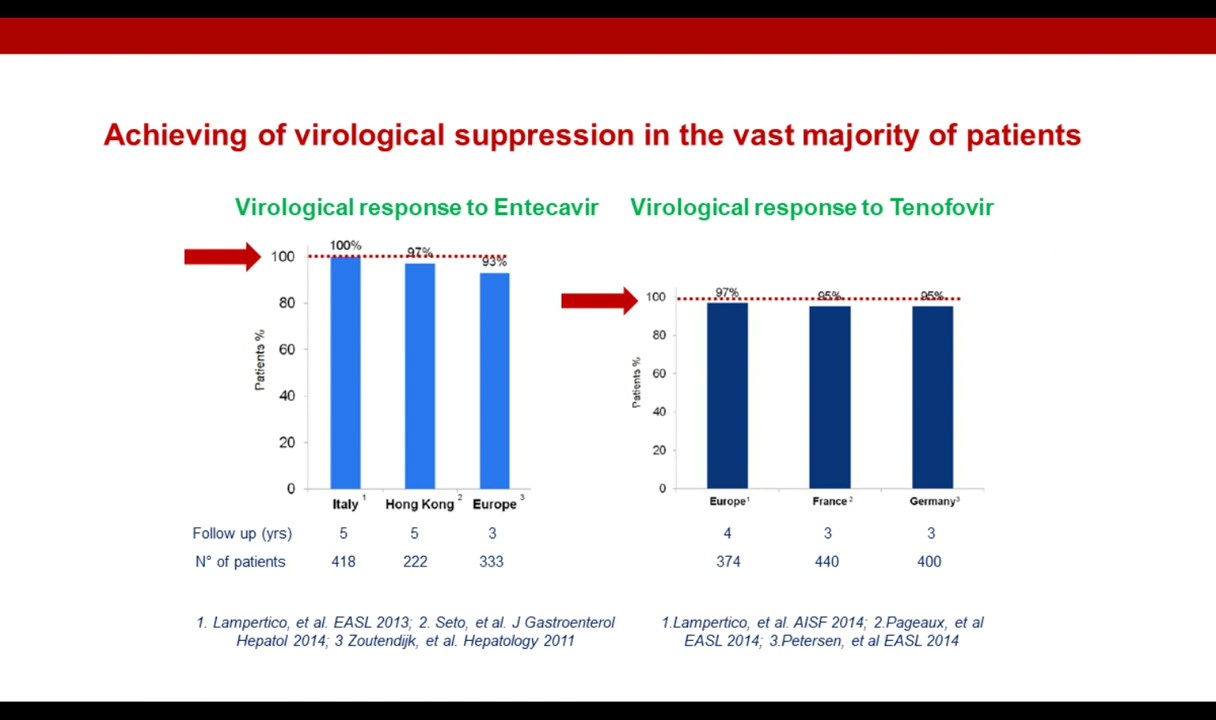 Achieving of virological suppression in the vast majority of patients
Virological response to Entecavir
100%
97%
93%
100
80
60
40
20
0
Patients %
Italy 1
Hong Kong 2
Europe 3
Follow up (yrs) 5 5 3
N° of patients 418 222 333
1. Lampertico, et al. EASL 2013; 2. Seto, et al. J Gastroenterol
Hepatol 2014; 3 Zoutendijk, et al. Hepatology 2011
Virological response to Tenofovir
97%
95%
95%
100
80
60
40
20
0
Patients %
Europe1
France 2
Germany3
4 3 3
374 440 400
1.Lampertico, et al. AISF 2014; 2.Pageaux, et al
EASL 2014; 3.Petersen, et al EASL 2014